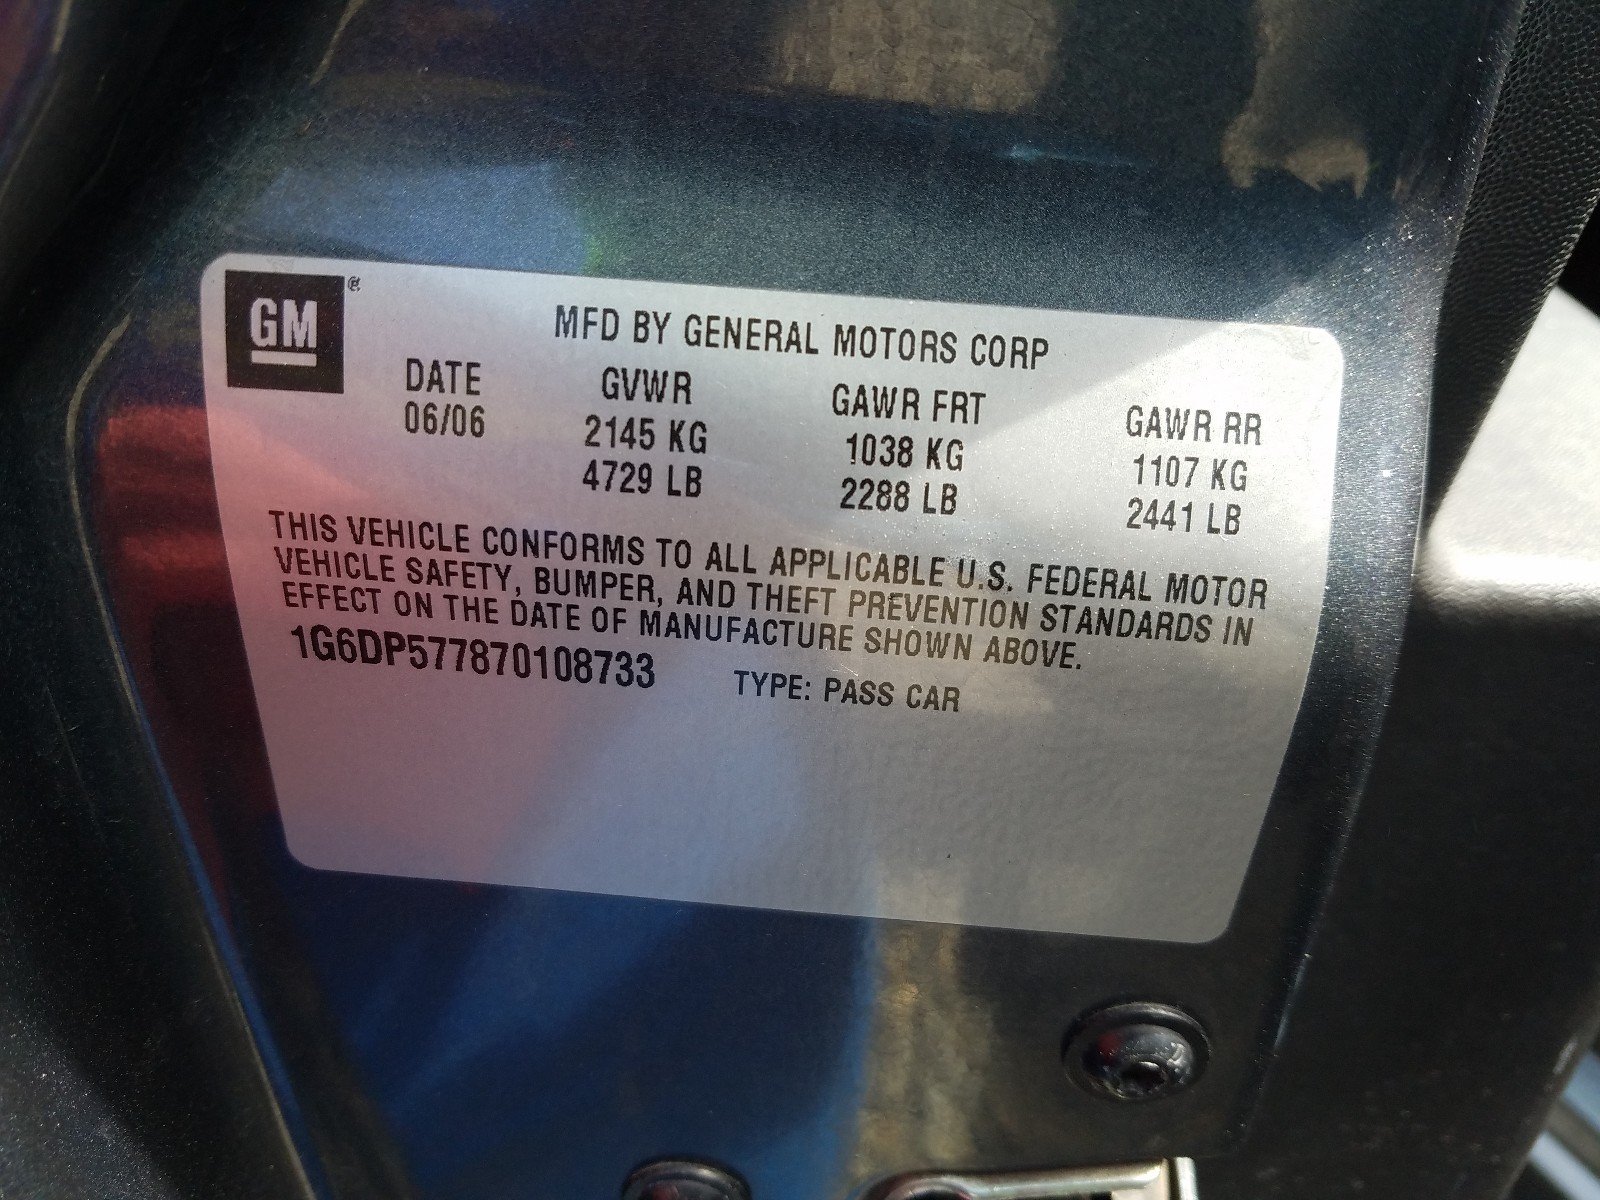 GM ®
MFD BY GENERAL MOTORS CORP
DATE GVWR GAWR FRT GAWR RR
06/06 2145 KG 1038 KG 1107 KG
4729 LB 2288 LB 2441 LB
THIS VEHICLE CONFORMS TO ALL APPLICABLE U.S. FEDERAL MOTOR
VEHICLE SAFETY, BUMPER, AND THEFT PREVENTION STANDARDS IN
EFFECT ON THE DATE OF MANUFACTURE SHOWN ABOVE.
1G6DP577870108733 TYPE: PASS CAR